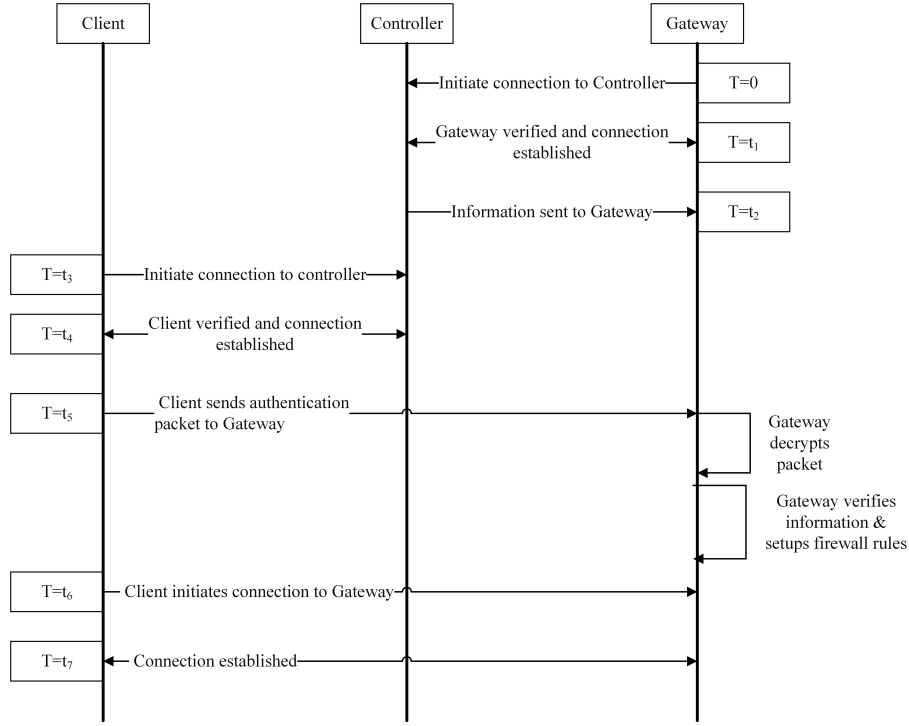 Client
Controller
Gateway
Initiate connection to Controller
T=0
Gateway verified and connection
established
T=t₁
Information sent to Gateway
T=t₂
T=t₃
Initiate connection to controller
T=t₄
Client verified and connection
established
T=t₅
Client sends authentication
packet to Gateway
Gateway
decrypts
packet
Gateway verifies
information &
setups firewall rules
T=t₆
Client initiates connection to Gateway
T=t₇
Connection established